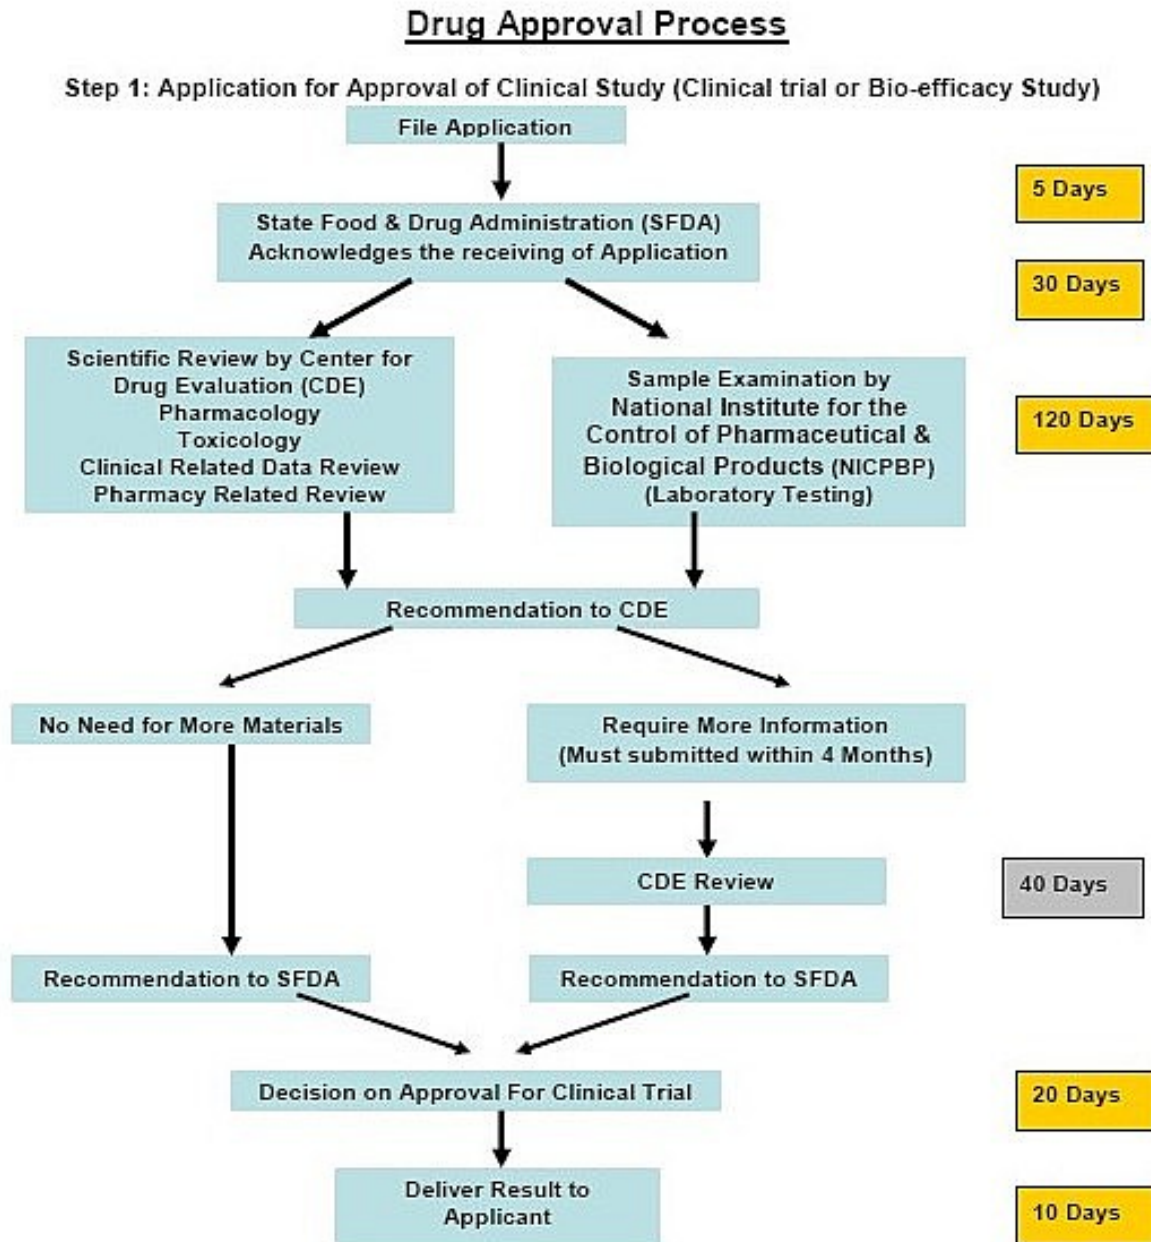 Drug Approval Process
Step 1: Application for Approval of Clinical Study (Clinical trial or Bio-efficacy Study)
File Application
5 Days
State Food & Drug Administration (SFDA)
Acknowledges the receiving of Application
30 Days
Scientific Review by Center for
Drug Evaluation (CDE)
Pharmacology
Toxicology
Clinical Related Data Review
Pharmacy Related Review
Sample Examination by
National Institute for the
Control of Pharmaceutical &
Biological Products (NICPBP)
(Laboratory Testing)
120 Days
Recommendation to CDE
No Need for More Materials
Require More Information
(Must submitted within 4 Months)
CDE Review
40 Days
Recommendation to SFDA
Recommendation to SFDA
Decision on Approval For Clinical Trial
20 Days
Deliver Result to
Applicant
10 Days